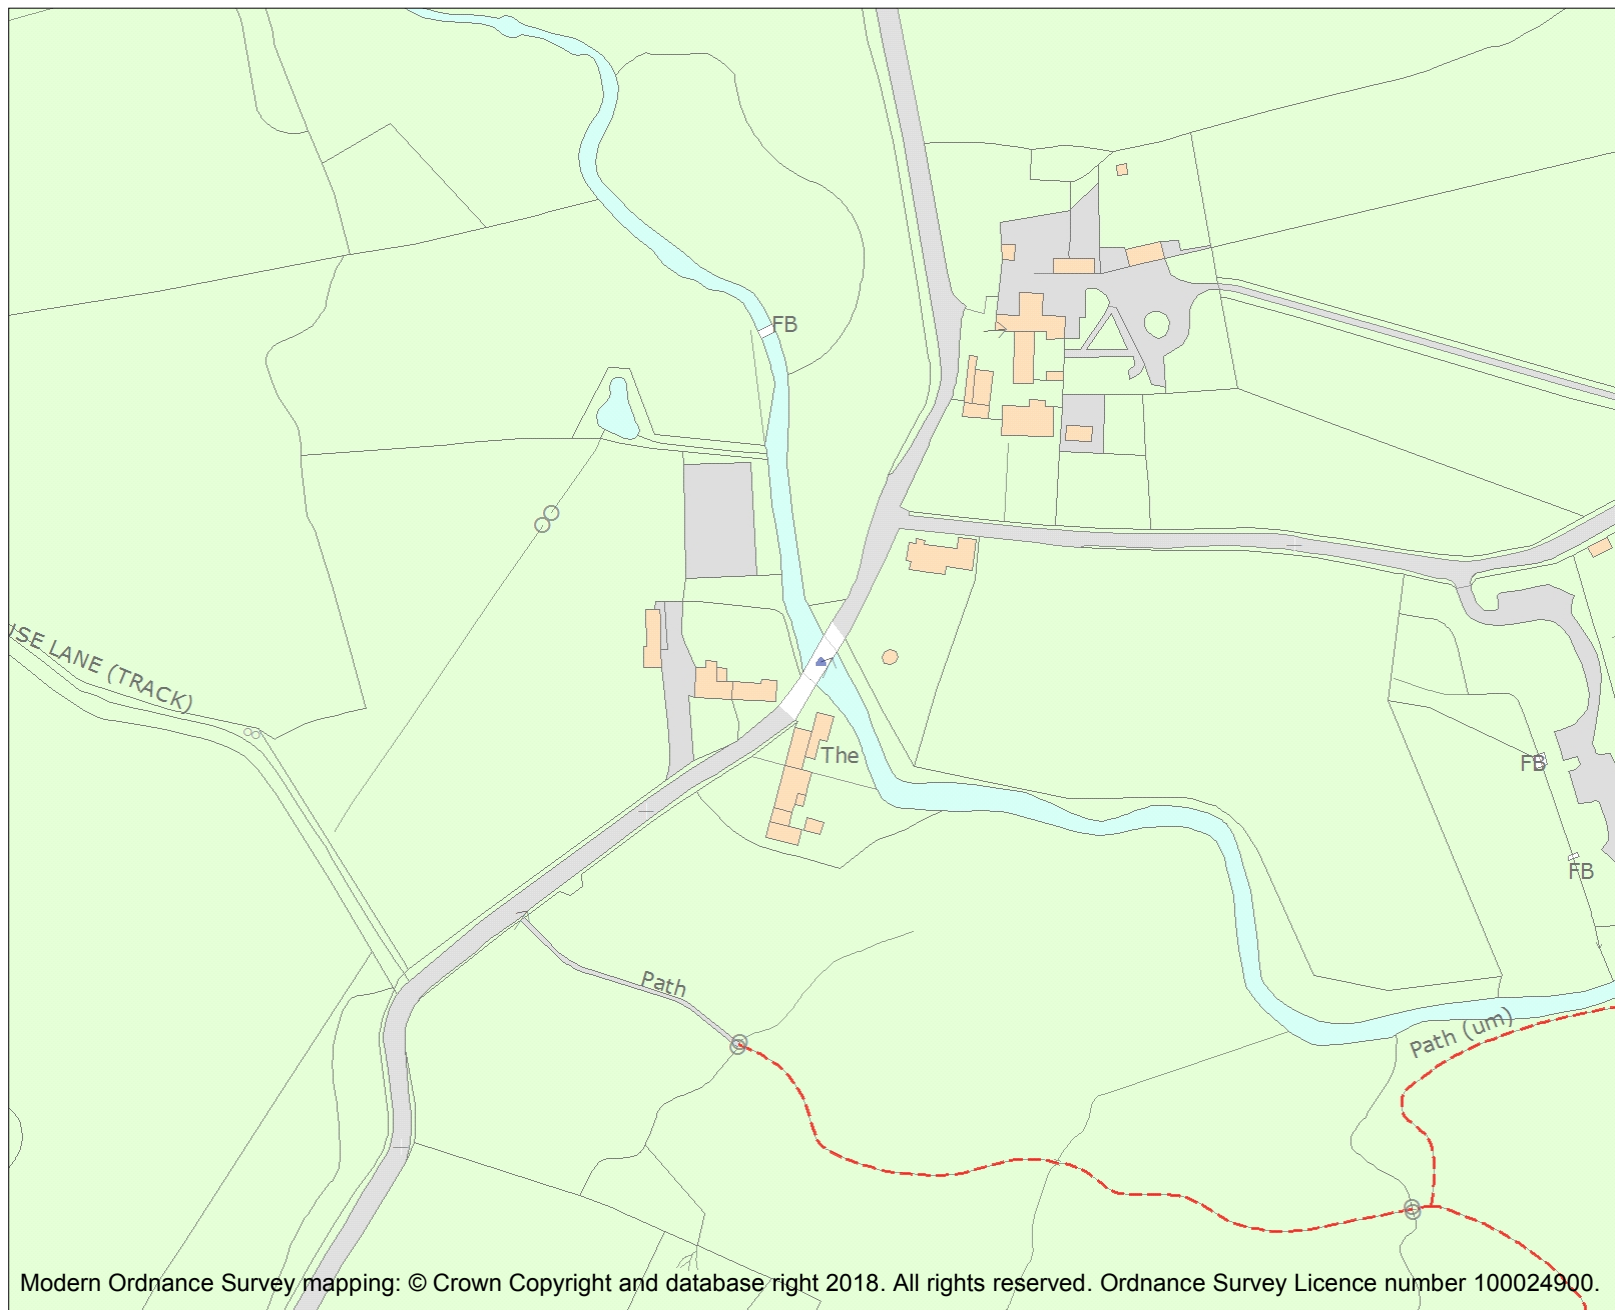 FB
ISE LANE (TRACK)
The
FB
FB
Path
Path (um)
Modern Ordnance Survey mapping: © Crown Copyright and database right 2018. All rights reserved. Ordnance Survey Licence number 100024900.